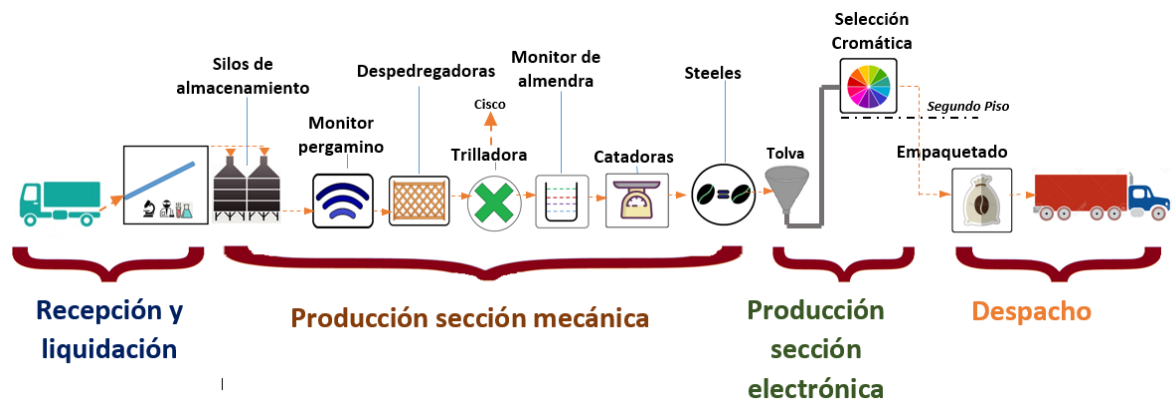 Silos de
almacenamiento
Monitor
pergamino
Despedregadoras
Cisco
Trilladora
Monitor de
almendra
Catadoras
Steeles
Tolva
Selección
Cromática
Segundo Piso
Empaquetado
Recepción y
liquidación
Producción sección mecánica
Producción
sección
electrónica
Despacho